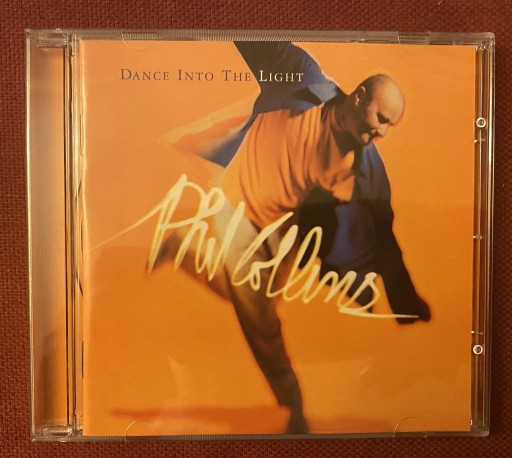 DANCE INTO THE LIGHT
Phil Collins